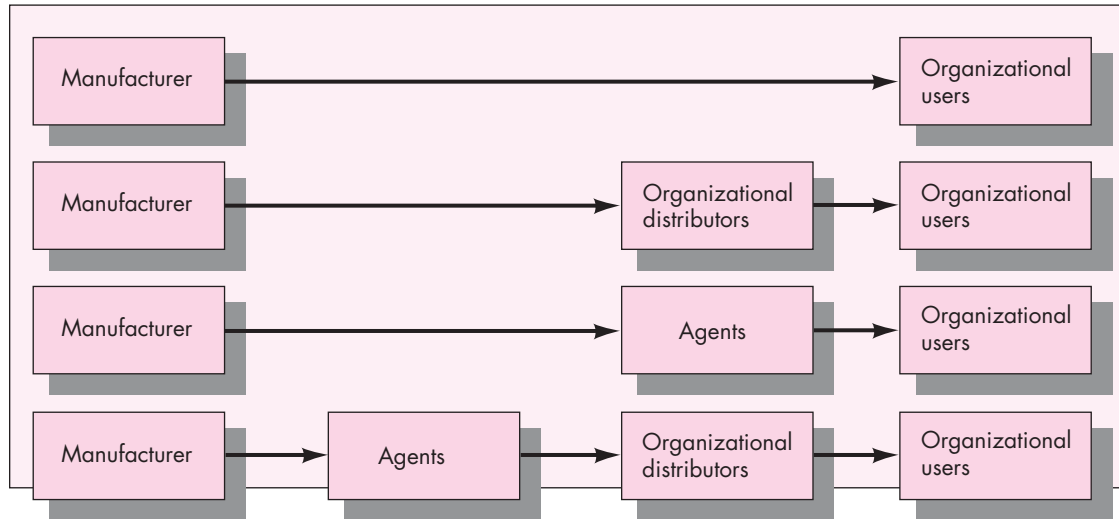 Manufacturer
Organizational
users
Manufacturer
Organizational
distributors
Organizational
users
Manufacturer
Agents
Organizational
users
Manufacturer
Agents
Organizational
distributors
Organizational
users